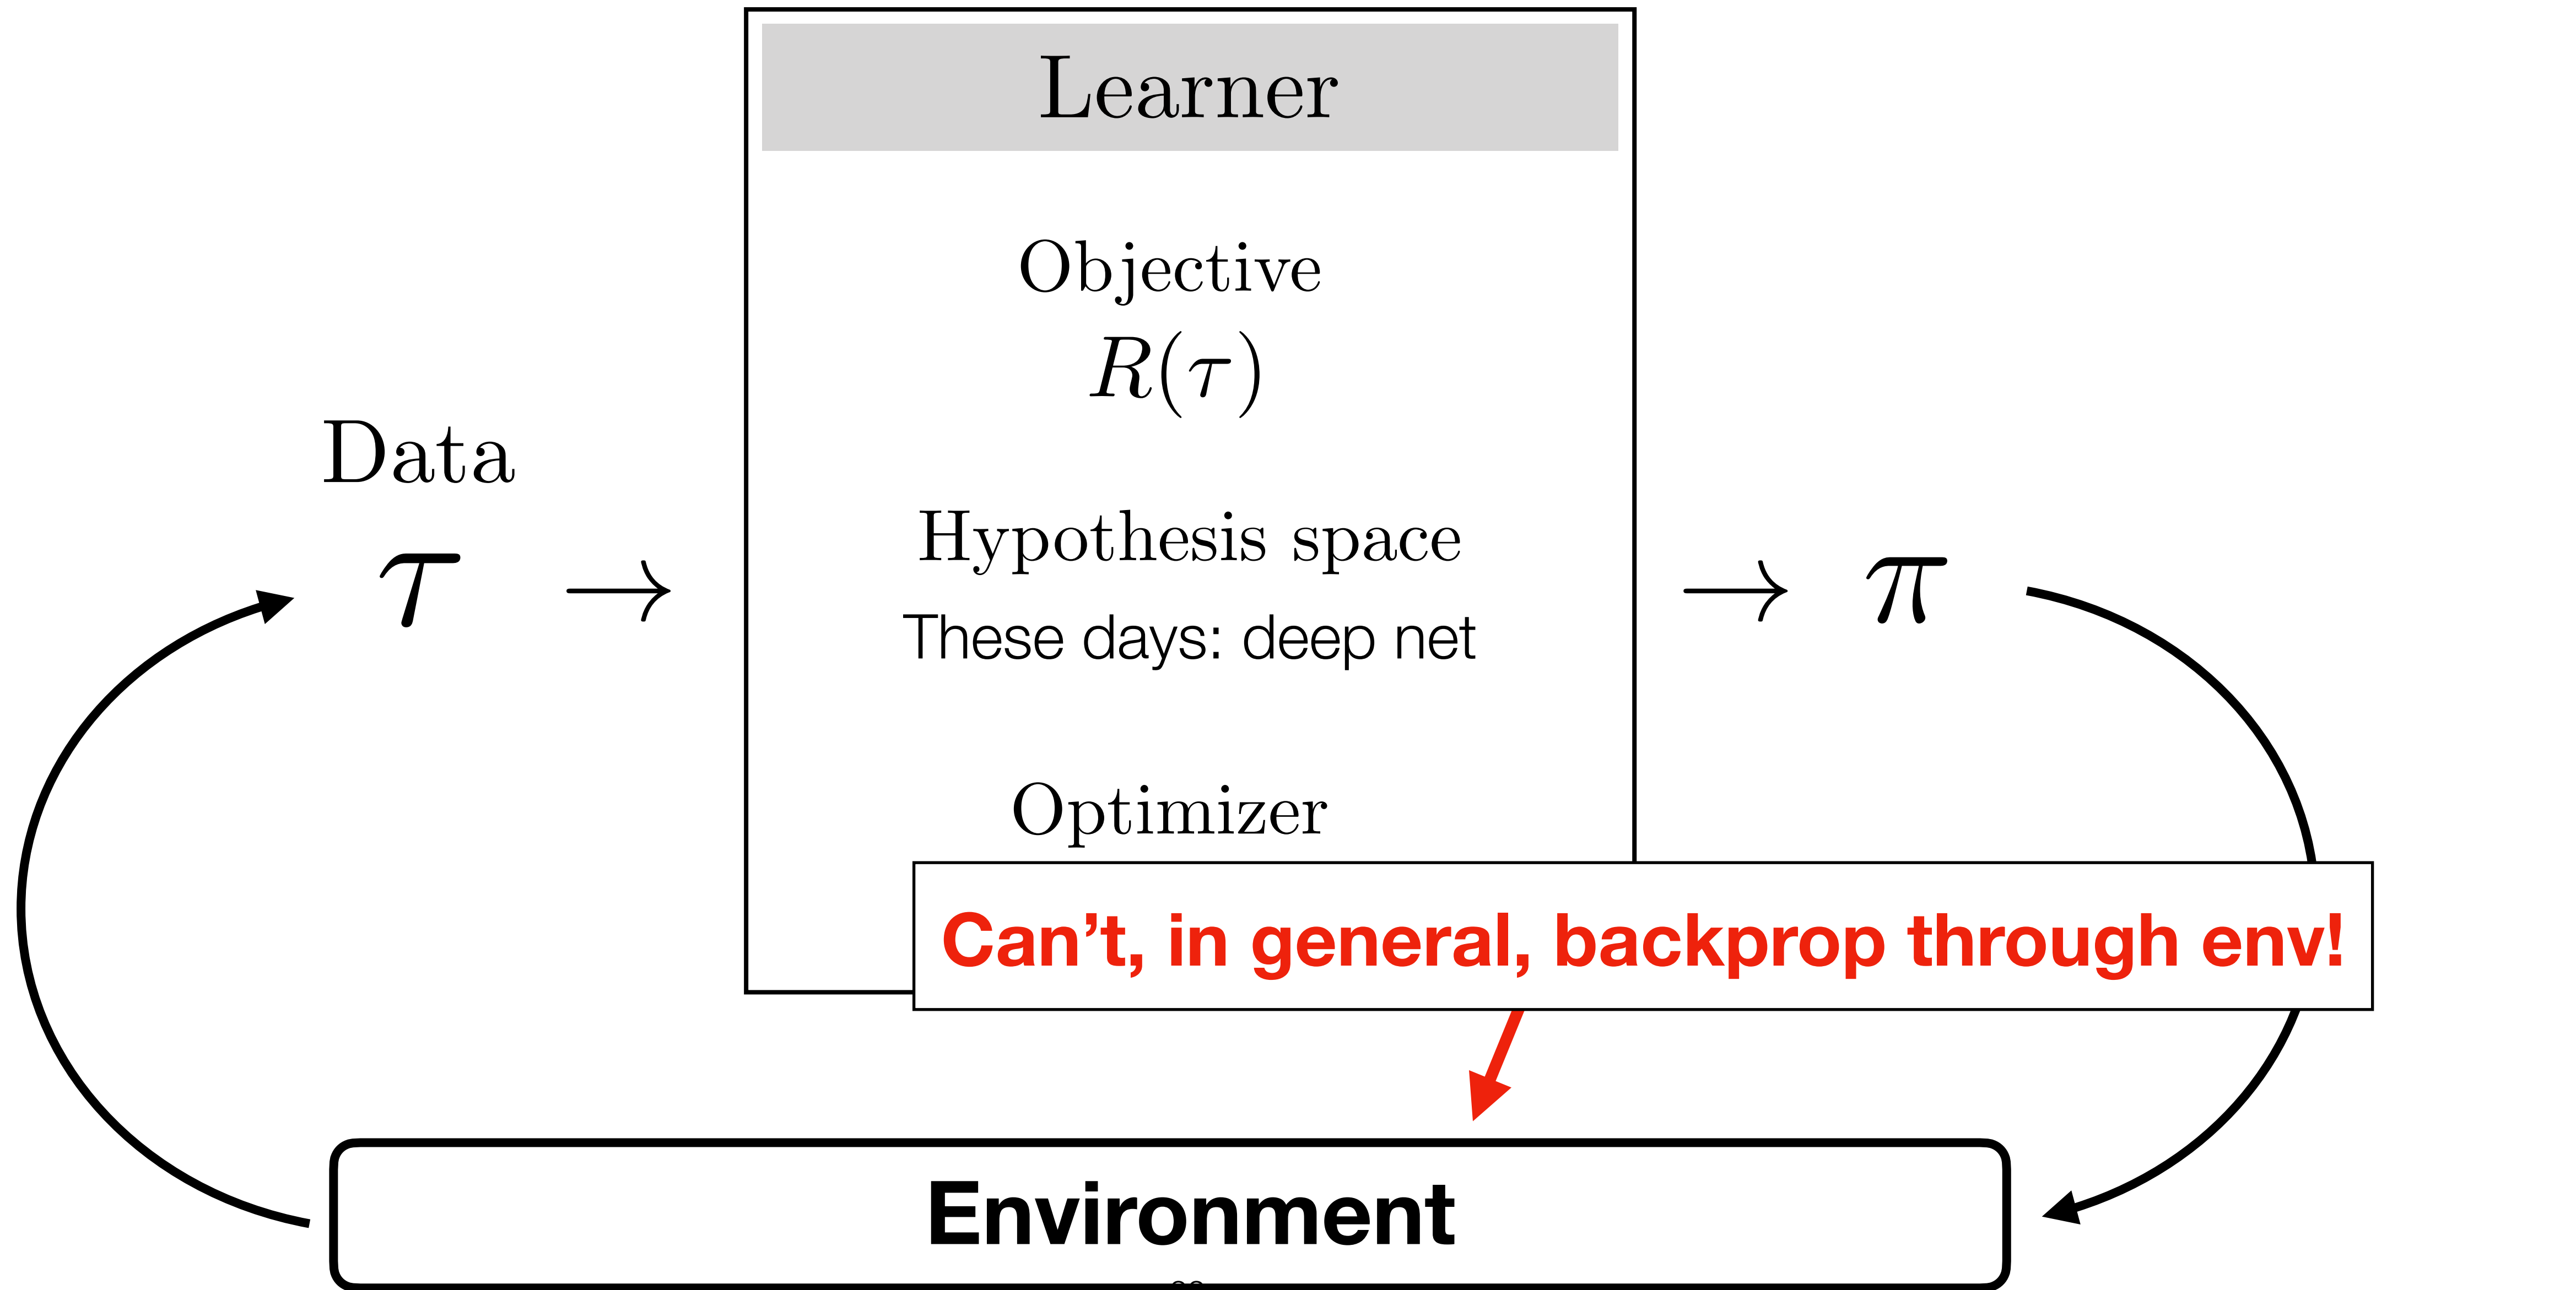 Learner
Objective
R(τ)
Data
τ →
Hypothesis space
These days: deep net
→ π
Optimizer
Can’t, in general, backprop through env!
Environment